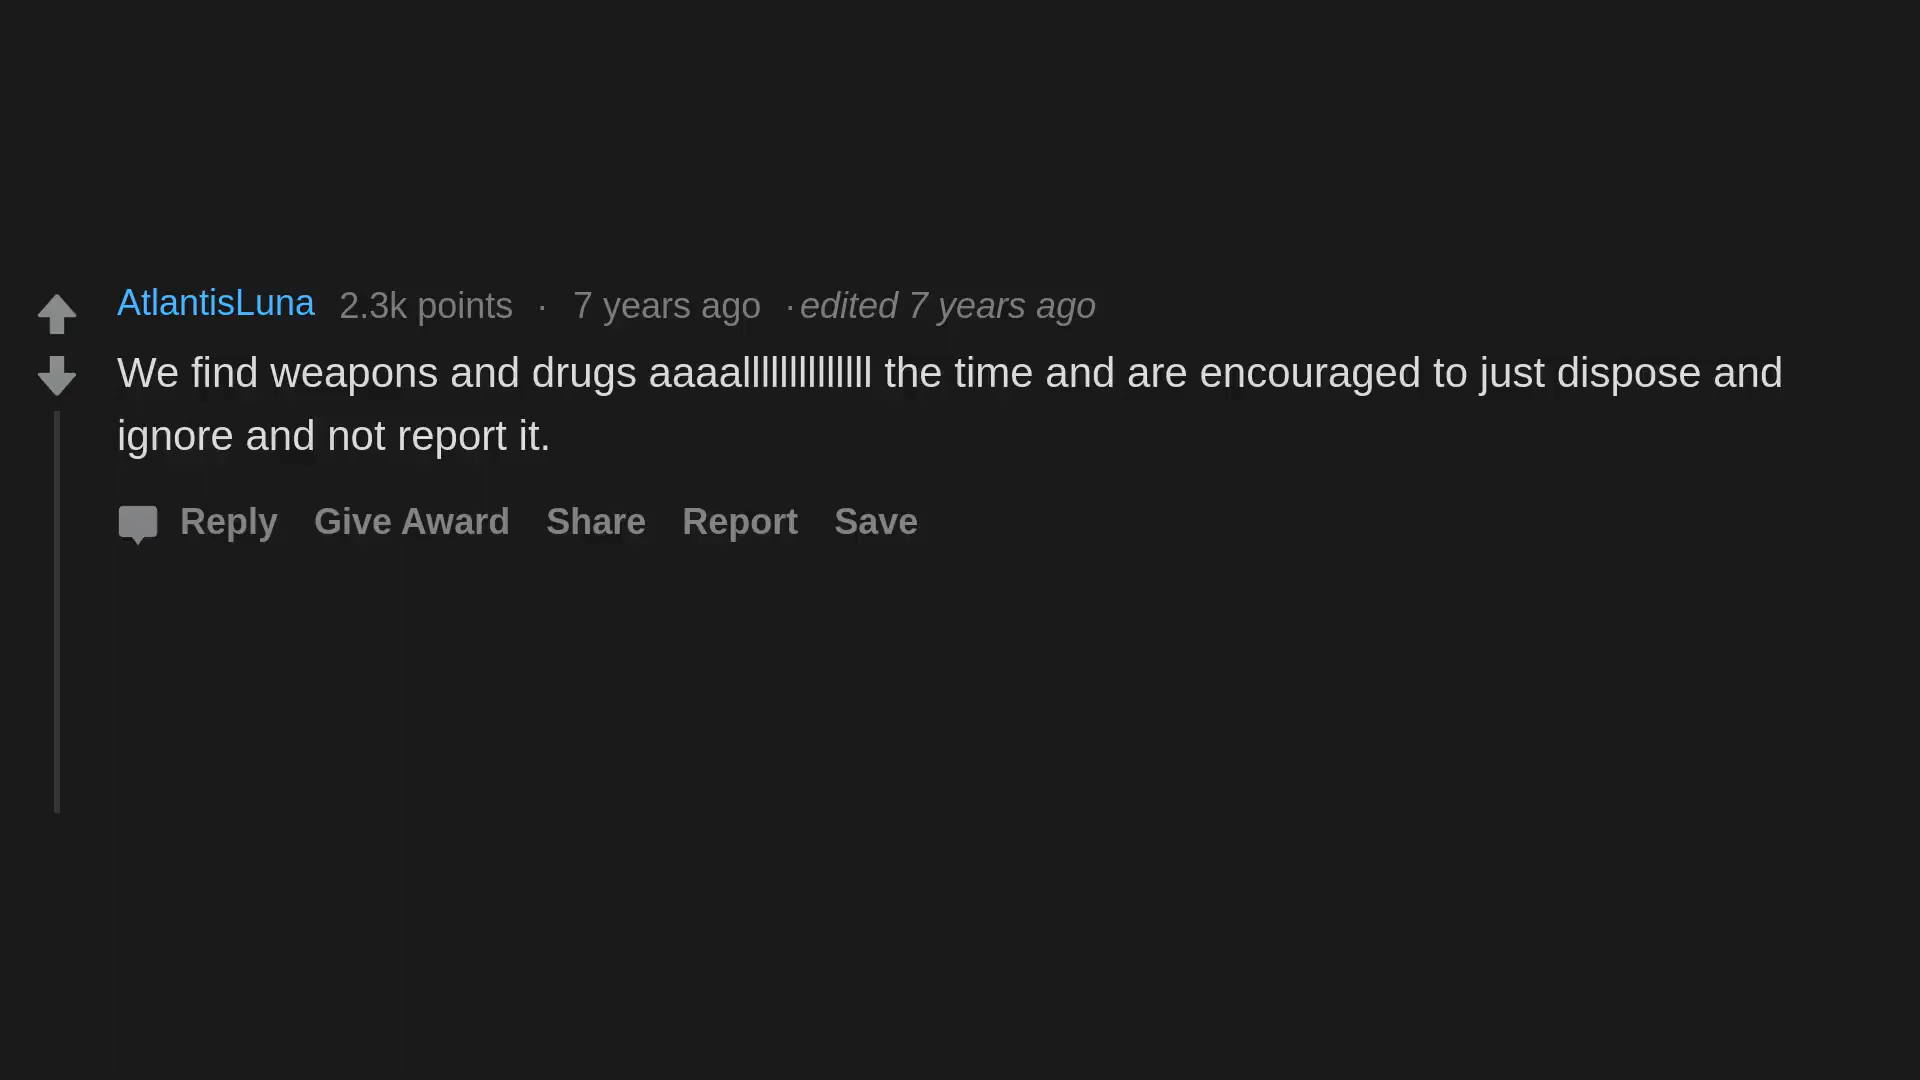 AtlantisLuna 2.3k points · 7 years ago · edited 7 years ago
We find weapons and drugs aaaallllllllllllll the time and are encouraged to just dispose and
ignore and not report it.
Reply Give Award Share Report Save